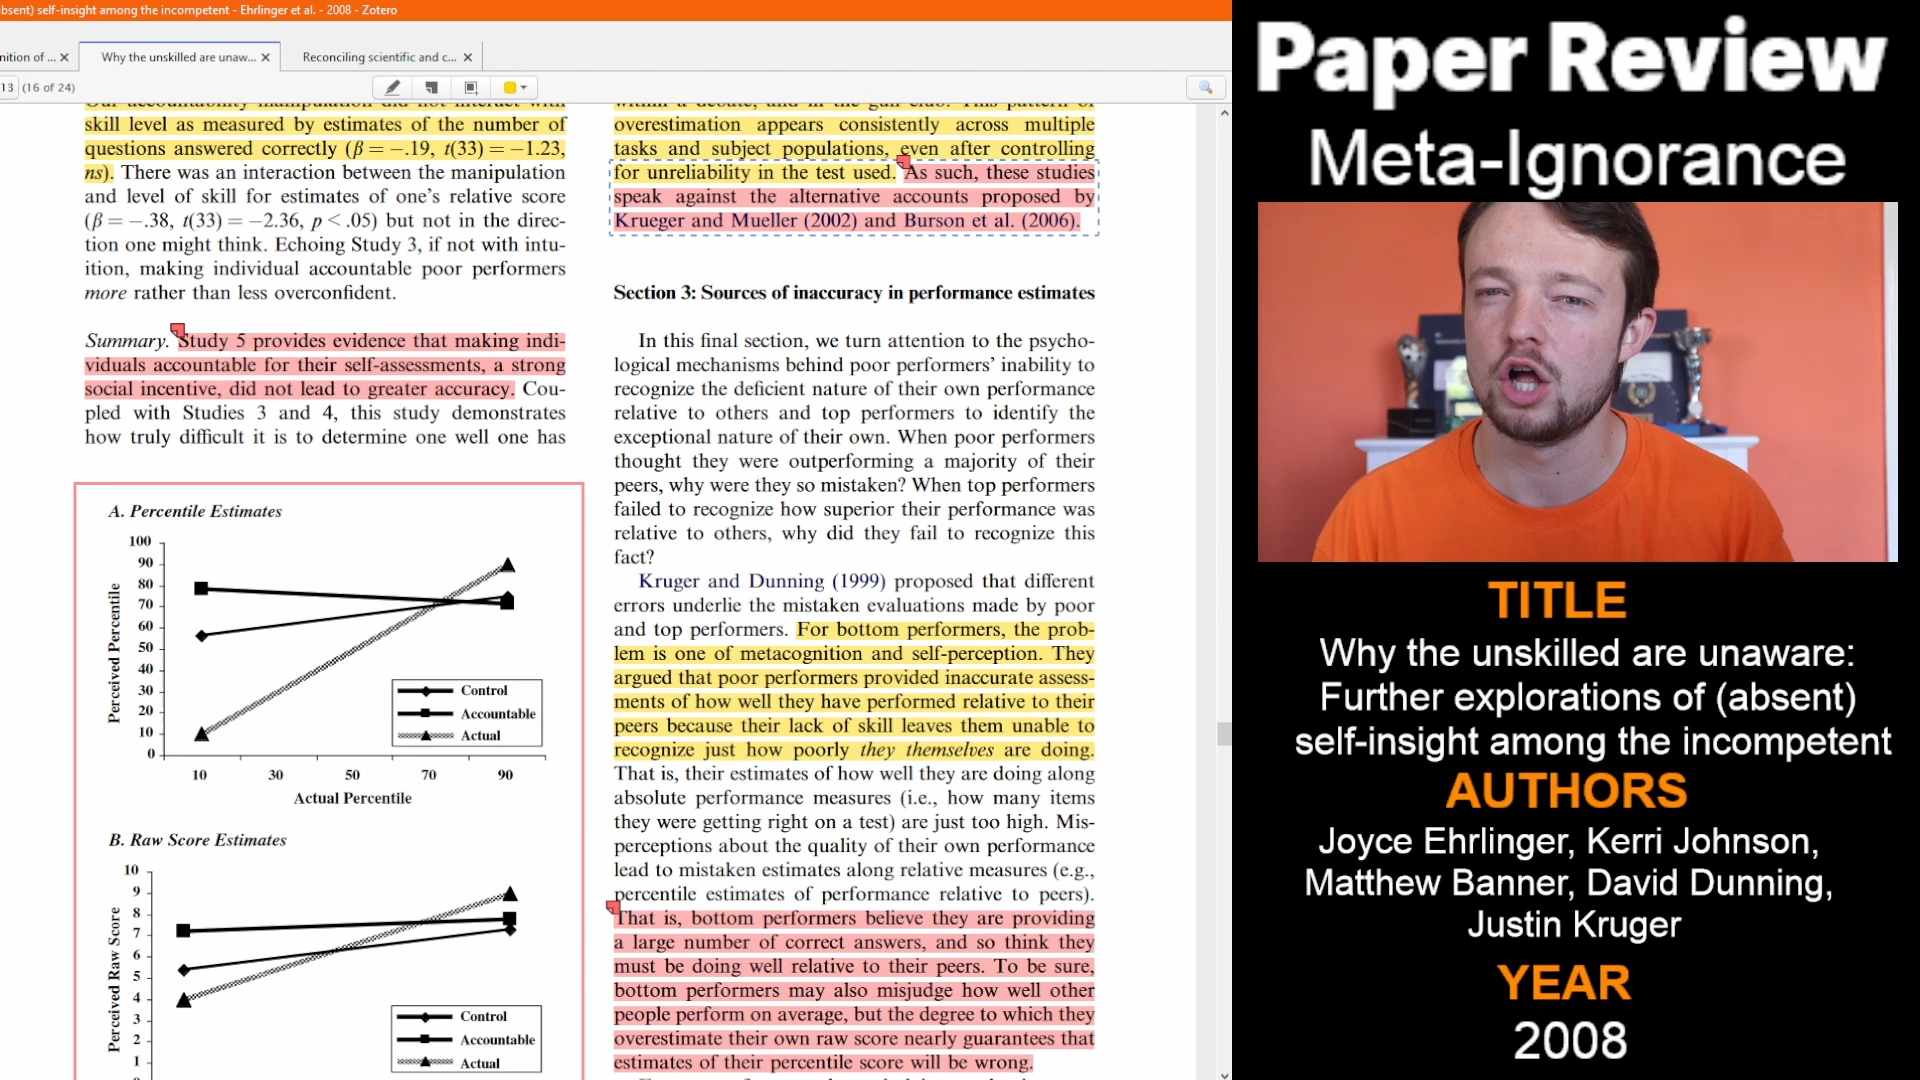 bsent) self-insight among the incompetent - Ehrlinger et al. - 2008 - Zotero
nition of ...
Why the unskilled are unaw...
Reconciling scientific and c...
13 (16 of 24)
Our accountability manipulation did not interact with
skill level as measured by estimates of the number of
questions answered correctly (β = −.19, t(33) = −1.23,
ns). There was an interaction between the manipulation
and level of skill for estimates of one's relative score
(β = −.38, t(33) = −2.36, p < .05) but not in the direc-
tion one might think. Echoing Study 3, if not with intu-
ition, making individual accountable poor performers
more rather than less overconfident.
Summary. Study 5 provides evidence that making indi-
viduals accountable for their self-assessments, a strong
social incentive, did not lead to greater accuracy. Cou-
pled with Studies 3 and 4, this study demonstrates
how truly difficult it is to determine one well one has
A. Percentile Estimates
100
90
80
70
60
50
40
30
20
10
0
Perceived Percentile
Control
Accountable
Actual
10 30 50 70 90
Actual Percentile
B. Raw Score Estimates
10
9
8
7
6
5
4
3
2
1
Perceived Raw Score
Control
Accountable
Actual
within a debate, and in the gun club. This pattern of
overestimation appears consistently across multiple
tasks and subject populations, even after controlling
for unreliability in the test used. As such, these studies
speak against the alternative accounts proposed by
Krueger and Mueller (2002) and Burson et al. (2006).
Section 3: Sources of inaccuracy in performance estimates
In this final section, we turn attention to the psycho-
logical mechanisms behind poor performers' inability to
recognize the deficient nature of their own performance
relative to others and top performers to identify the
exceptional nature of their own. When poor performers
thought they were outperforming a majority of their
peers, why were they so mistaken? When top performers
failed to recognize how superior their performance was
relative to others, why did they fail to recognize this
fact?
Kruger and Dunning (1999) proposed that different
errors underlie the mistaken evaluations made by poor
and top performers. For bottom performers, the prob-
lem is one of metacognition and self-perception. They
argued that poor performers provided inaccurate assess-
ments of how well they have performed relative to their
peers because their lack of skill leaves them unable to
recognize just how poorly they themselves are doing.
That is, their estimates of how well they are doing along
absolute performance measures (i.e., how many items
they were getting right on a test) are just too high. Mis-
perceptions about the quality of their own performance
lead to mistaken estimates along relative measures (e.g.,
percentile estimates of performance relative to peers).
That is, bottom performers believe they are providing
a large number of correct answers, and so think they
must be doing well relative to their peers. To be sure,
bottom performers may also misjudge how well other
people perform on average, but the degree to which they
overestimate their own raw score nearly guarantees that
estimates of their percentile score will be wrong.
Paper Review
Meta-Ignorance
TITLE
Why the unskilled are unaware:
Further explorations of (absent)
self-insight among the incompetent
AUTHORS
Joyce Ehrlinger, Kerri Johnson,
Matthew Banner, David Dunning,
Justin Kruger
YEAR
2008